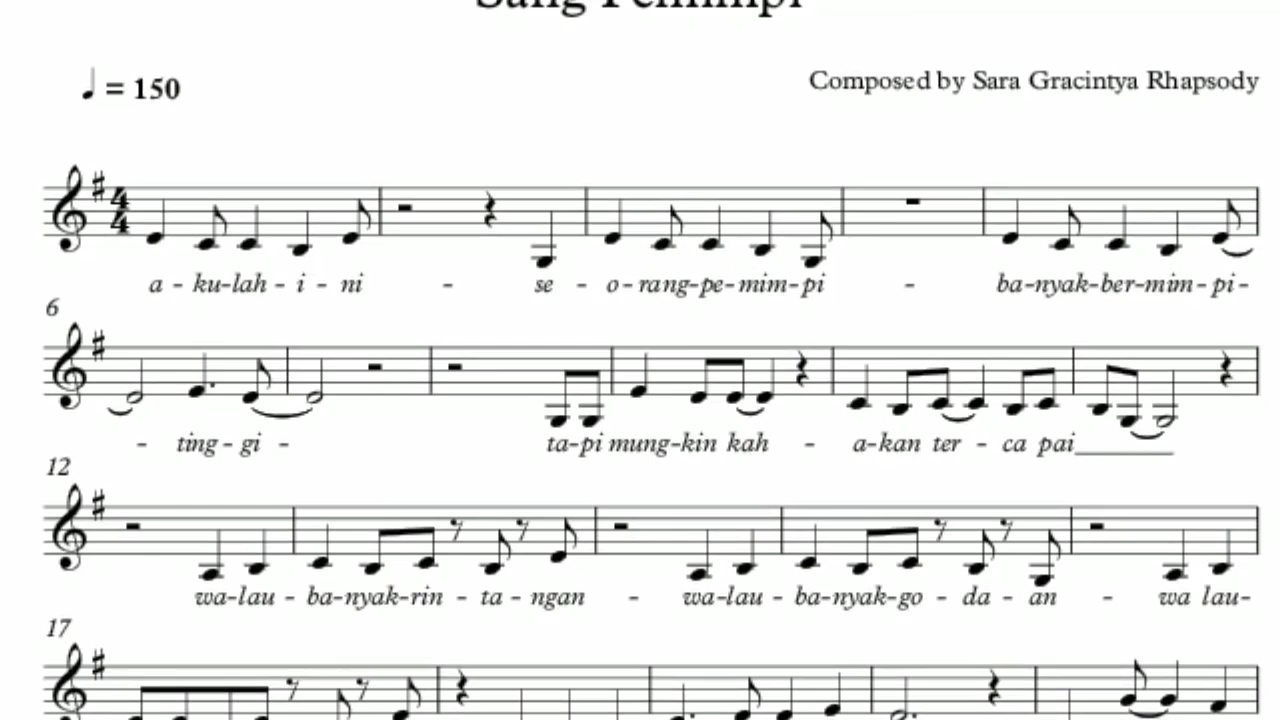 = 150
Composed by Sara Gracintya Rhapsody
4
4
a - ku-lah - i - ni - se - o-rang-pe-mim-pi - ba-nyak-ber-mim-pi-
6
- ting-gi - ta-pi mung-kin kah - a-kan ter - ca pai
12
wa-lau - ba-nyak-rin - ta - ngan - wa-lau - ba-nyak-go - da - an - wa lau-
17